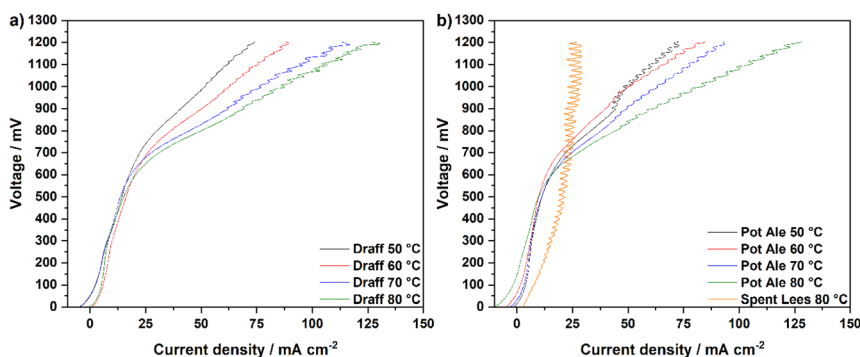 a)
1300
1200
1100
1000
900
800
700
600
500
400
300
200
100
0
Voltage / mV
Draff 50 °C
Draff 60 °C
Draff 70 °C
Draff 80 °C
0 25 50 75 100 125 150
Current density / mA cm⁻²
b)
1300
1200
1100
1000
900
800
700
600
500
400
300
200
100
0
Voltage / mV
Pot Ale 50 °C
Pot Ale 60 °C
Pot Ale 70 °C
Pot Ale 80 °C
Spent Lees 80 °C
-10 0 25 50 75 100 125 150
Current density / mA cm⁻²